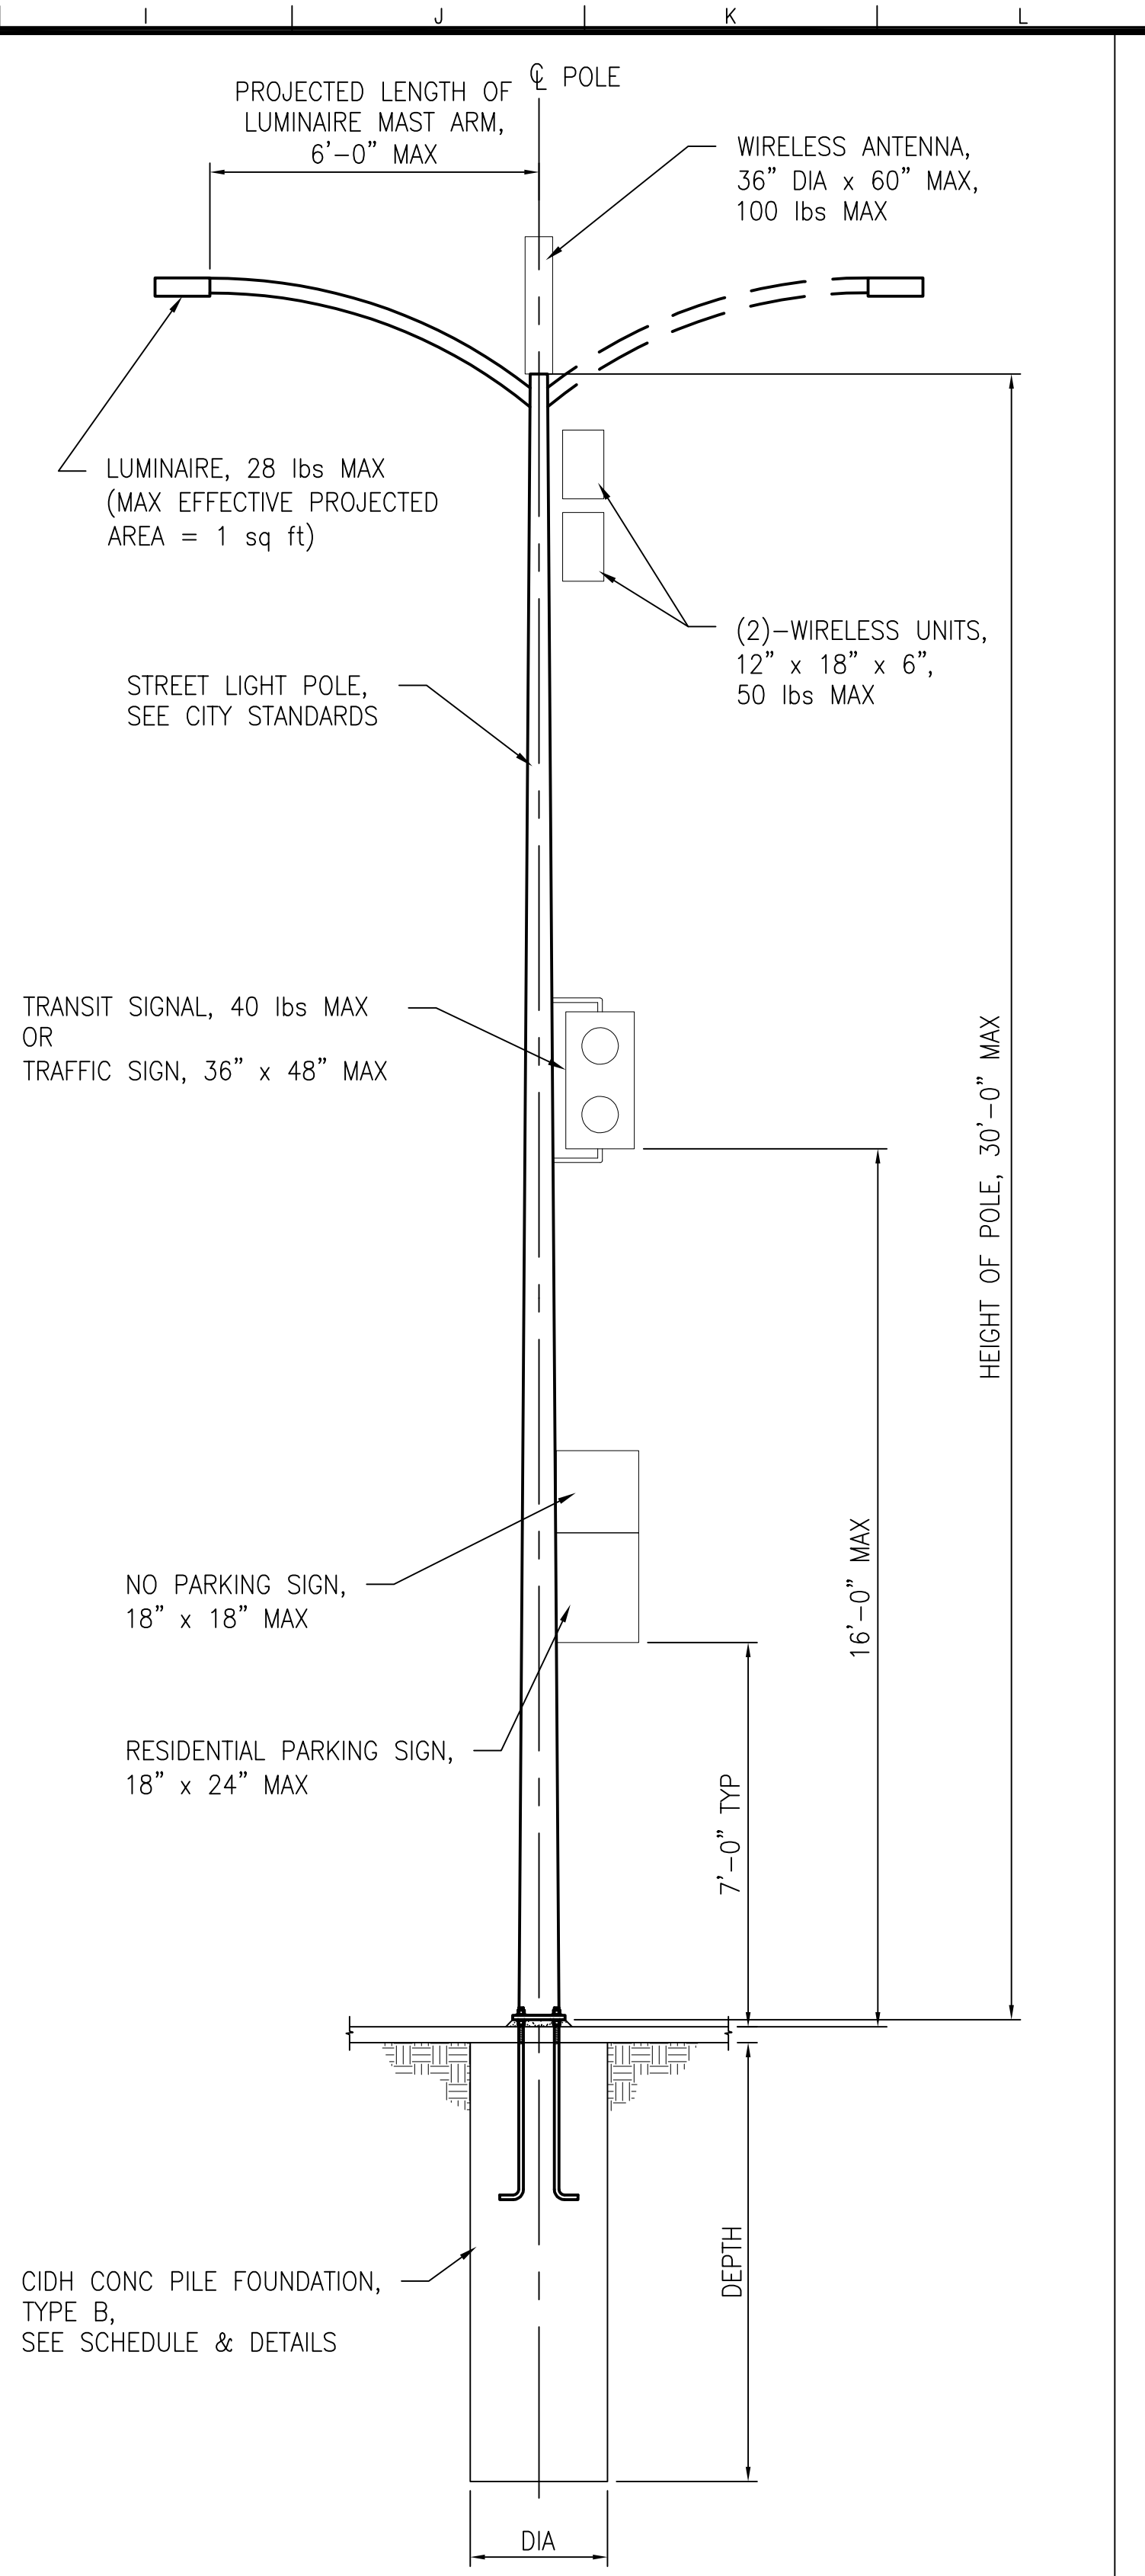 I J K L
℄ POLE
PROJECTED LENGTH OF
LUMINAIRE MAST ARM,
6'-0" MAX
WIRELESS ANTENNA,
36" DIA x 60" MAX,
100 lbs MAX
LUMINAIRE, 28 lbs MAX
(MAX EFFECTIVE PROJECTED
AREA = 1 sq ft)
(2)-WIRELESS UNITS,
12" x 18" x 6",
50 lbs MAX
STREET LIGHT POLE,
SEE CITY STANDARDS
TRANSIT SIGNAL, 40 lbs MAX
OR
TRAFFIC SIGN, 36" x 48" MAX
HEIGHT OF POLE, 30'-0" MAX
16'-0" MAX
NO PARKING SIGN,
18" x 18" MAX
RESIDENTIAL PARKING SIGN,
18" x 24" MAX
7'-0" TYP
DEPTH
CIDH CONC PILE FOUNDATION,
TYPE B,
SEE SCHEDULE & DETAILS
DIA